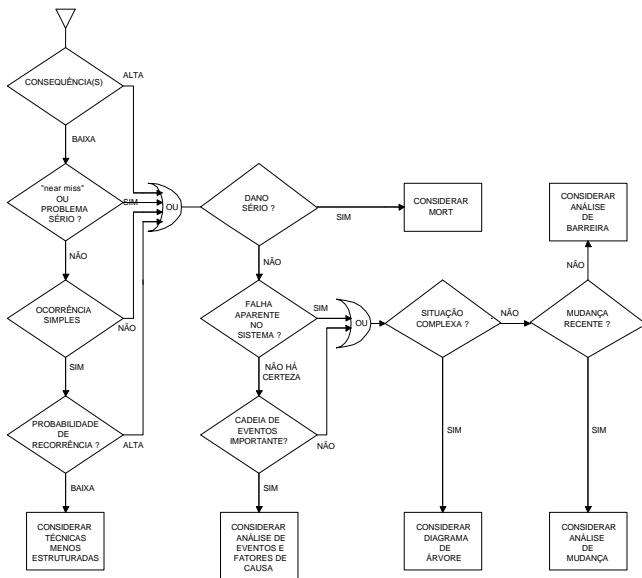 CONSEQUÊNCIA(S)
ALTA
BAIXA
"near miss"
OU
PROBLEMA
SÉRIO ?
SIM
NÃO
OCORRÊNCIA
SIMPLES
NÃO
SIM
PROBABILIDADE
DE
RECORRÊNCIA ?
ALTA
BAIXA
CONSIDERAR
TÉCNICAS
MENOS
ESTRUTURADAS
OU
DANO
SÉRIO ?
SIM
CONSIDERAR
MORT
NÃO
FALHA
APARENTE
NO
SISTEMA ?
SIM
NÃO HÁ
CERTEZA
CADEIA DE
EVENTOS
IMPORTANTE?
NÃO
SIM
CONSIDERAR
ANÁLISE DE
EVENTOS E
FATORES DE
CAUSA
OU
SITUAÇÃO
COMPLEXA ?
NÃO
SIM
CONSIDERAR
DIAGRAMA
DE
ÁRVORE
MUDANÇA
RECENTE ?
NÃO
CONSIDERAR
ANÁLISE
DE
BARREIRA
SIM
CONSIDERAR
ANÁLISE
DE
MUDANÇA